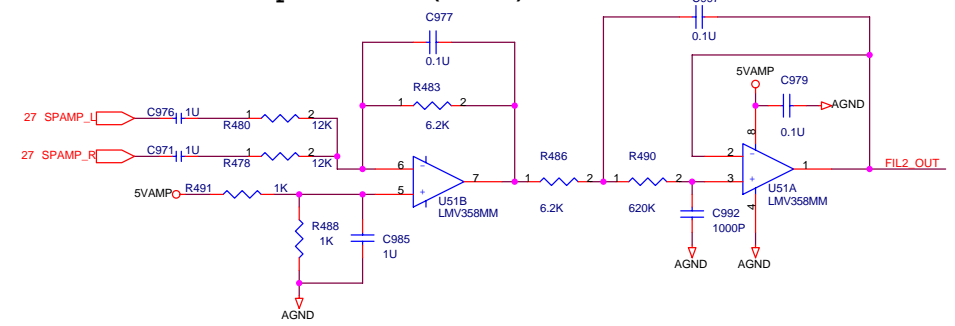 C977
0.1U
0.1U
R483
1 2
6.2K
5VAMP
C979
AGND
0.1U
27 SPAMP_L
C976 1U
1 2
R480 12K
27 SPAMP_R
C971 1U
1 2
R478 12K
5VAMP
R491 1K
R488
1K
C985
1U
AGND
6
5
7
U51B
LMV358MM
R486
1 2
6.2K
R490
1 2
620K
C992
1000P
AGND
8
2
3
1
4
U51A
LMV358MM
AGND
FIL2_OUT